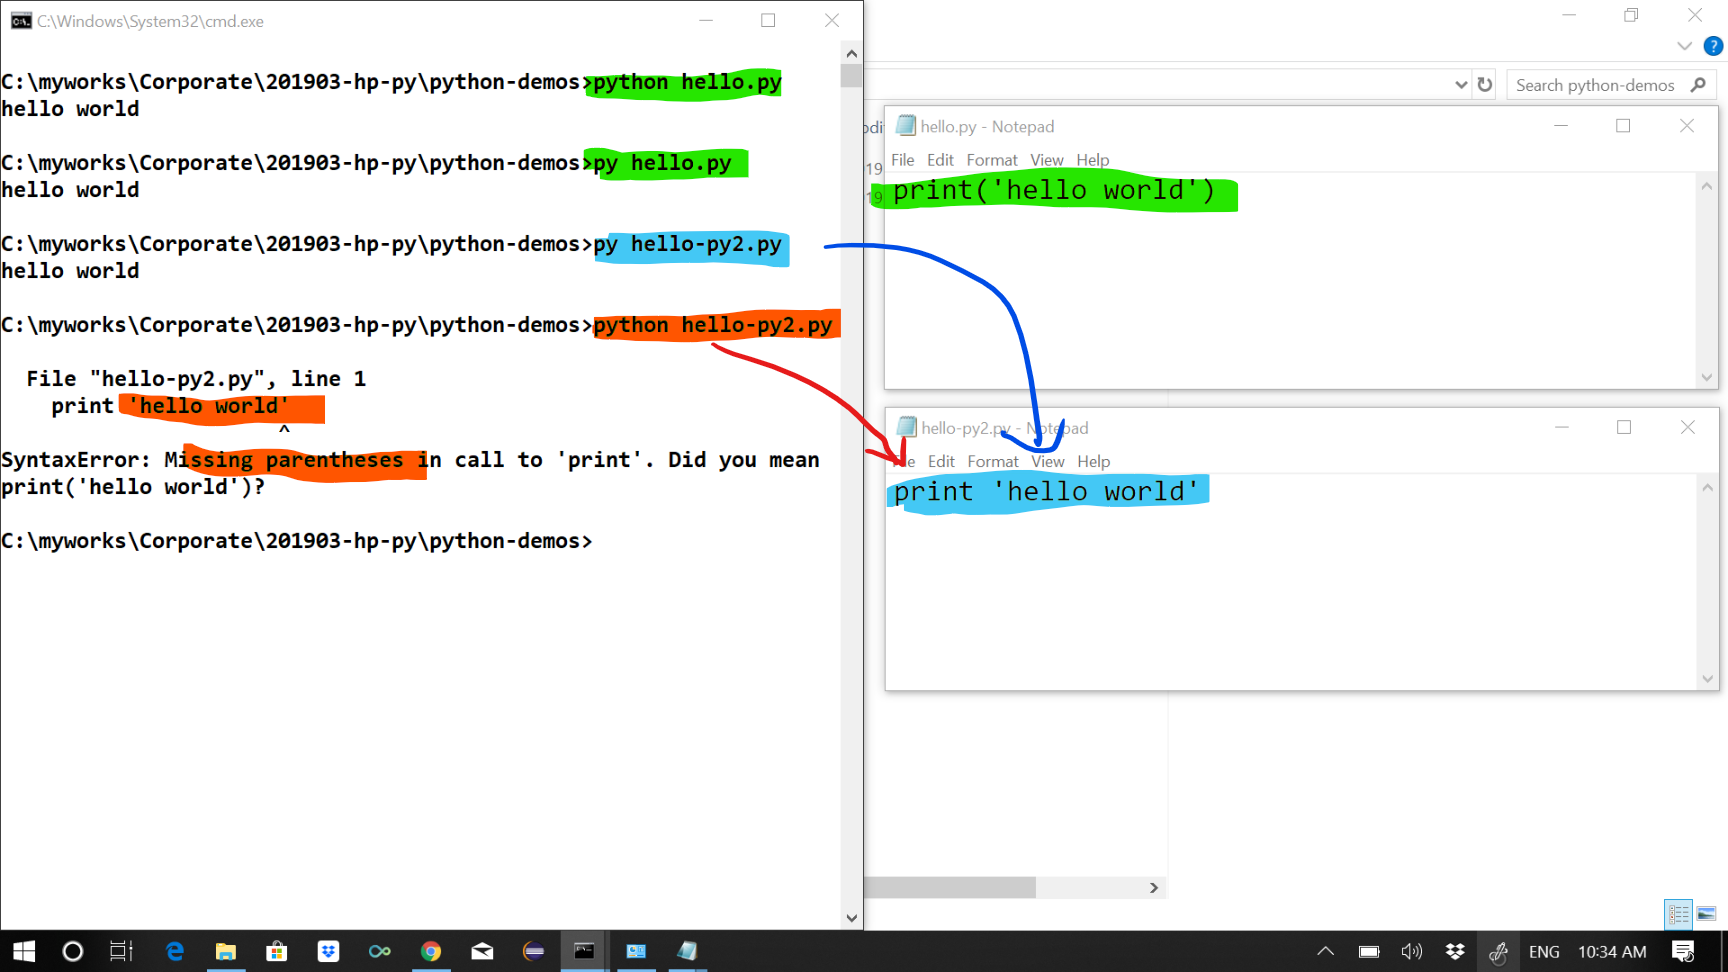 C:\Windows\System32\cmd.exe
C:\myworks\Corporate\201903-hp-py\python-demos>python hello.py
hello world
C:\myworks\Corporate\201903-hp-py\python-demos>py hello.py
hello world
C:\myworks\Corporate\201903-hp-py\python-demos>py hello-py2.py
hello world
C:\myworks\Corporate\201903-hp-py\python-demos>python hello-py2.py
File "hello-py2.py", line 1
print 'hello world'
^
SyntaxError: Missing parentheses in call to 'print'. Did you mean
print('hello world')?
C:\myworks\Corporate\201903-hp-py\python-demos>
Search python-demos
hello.py - Notepad
File Edit Format View Help
print('hello world')
hello-py2.py - Notepad
File Edit Format View Help
print 'hello world'
ENG 10:34 AM